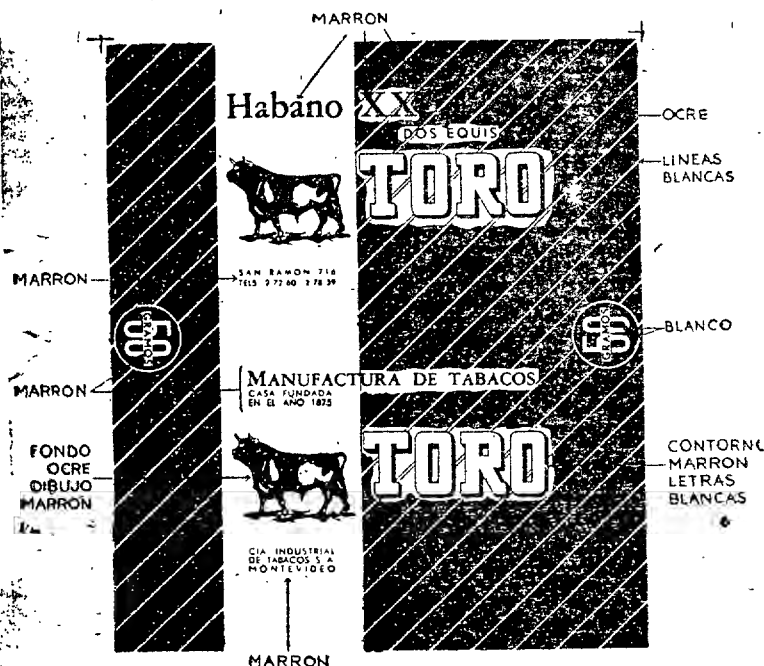 MARRON
Habano XX
OCRE
DOS EQUIS
LINEAS
BLANCAS
TORO
SAN RAMON 716
TELS 2 72 60 2 78 39
MARRON
50
GRAMOS
50
GRAMOS
BLANCO
MANUFACTURA DE TABACOS
CASA FUNDADA
EN EL AÑO 1875
MARRON
TORO
FONDO
OCRE
DIBUJO
MARRON
CONTORNO
MARRON
LETRAS
BLANCAS
CIA INDUSTRIAL
DE TABACOS S A
MONTEVIDEO
MARRON